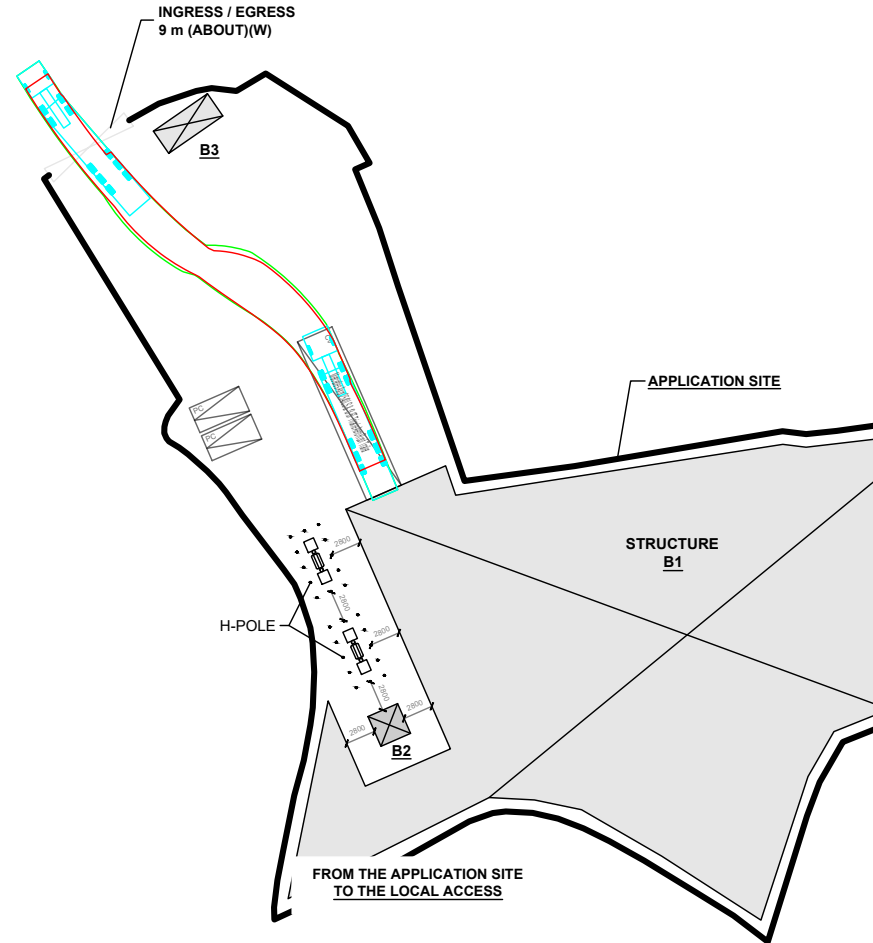 INGRESS / EGRESS
9 m (ABOUT)(W)
B3
APPLICATION SITE
PC
PC
STRUCTURE
B1
2800
2800
H-POLE
2800
2800
2800
2800
B2
FROM THE APPLICATION SITE
TO THE LOCAL ACCESS